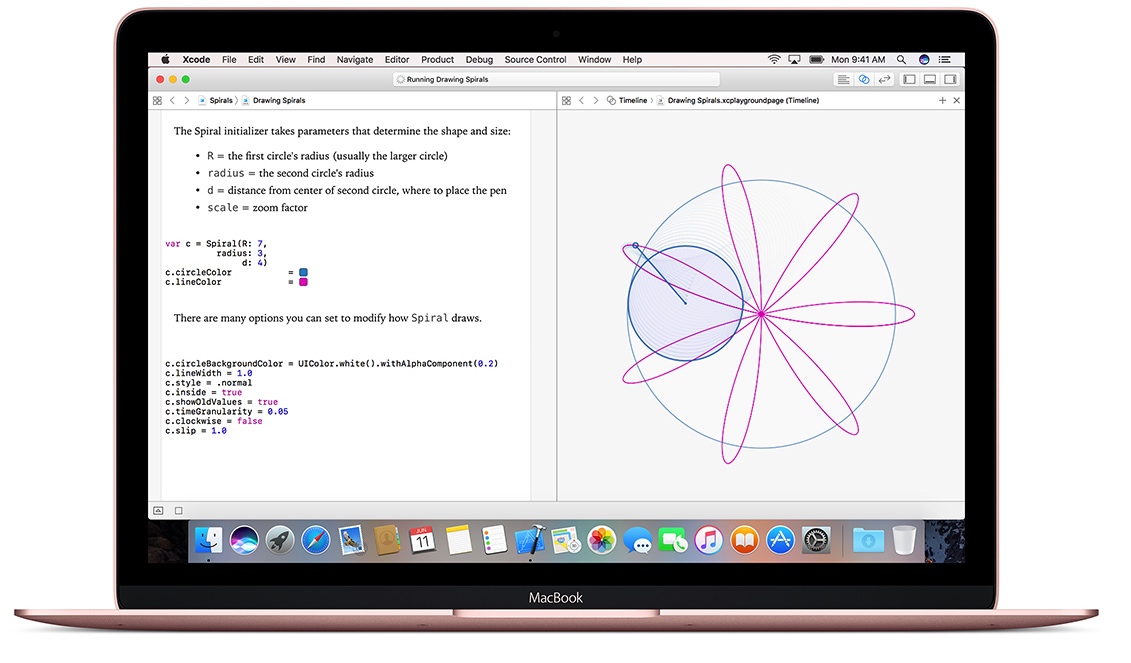 Xcode File Edit View Find Navigate Editor Product Debug Source Control Window Help Mon 9:41 AM
Running Drawing Spirals
Spirals Drawing Spirals
Timeline Drawing Spirals.xcplaygroundpage (Timeline)
The Spiral initializer takes parameters that determine the shape and size:
• R = the first circle's radius (usually the larger circle)
• radius = the second circle's radius
• d = distance from center of second circle, where to place the pen
• scale = zoom factor
var c = Spiral(R: 7,
radius: 3,
d: 4)
c.circleColor =
c.lineColor =
There are many options you can set to modify how Spiral draws.
c.circleBackgroundColor = UIColor.white().withAlphaComponent(0.2)
c.lineWidth = 1.0
c.style = .normal
c.inside = true
c.showOldValues = true
c.timeGranularity = 0.05
c.clockwise = false
c.slip = 1.0
JUN
11
MacBook